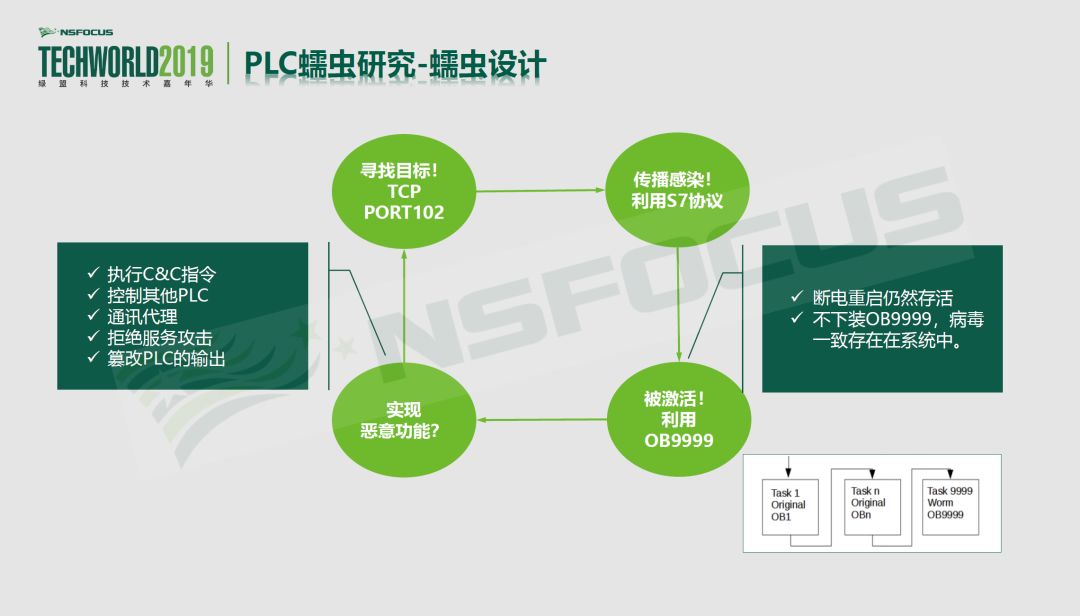 NSFOCUS
TECHWORLD2019
绿盟科技技术嘉年华
PLC蠕虫研究-蠕虫设计
寻找目标！
TCP
PORT102
传播感染！
利用S7协议
执行C&C指令
控制其他PLC
通讯代理
拒绝服务攻击
篡改PLC的输出
断电重启仍然存活
不下装OB9999，病毒
一致存在在系统中。
实现
恶意功能？
被激活！
利用
OB9999
Task 1
Original
OB1
Task n
Original
OBn
Task 9999
Worm
OB9999
NSFOCUS